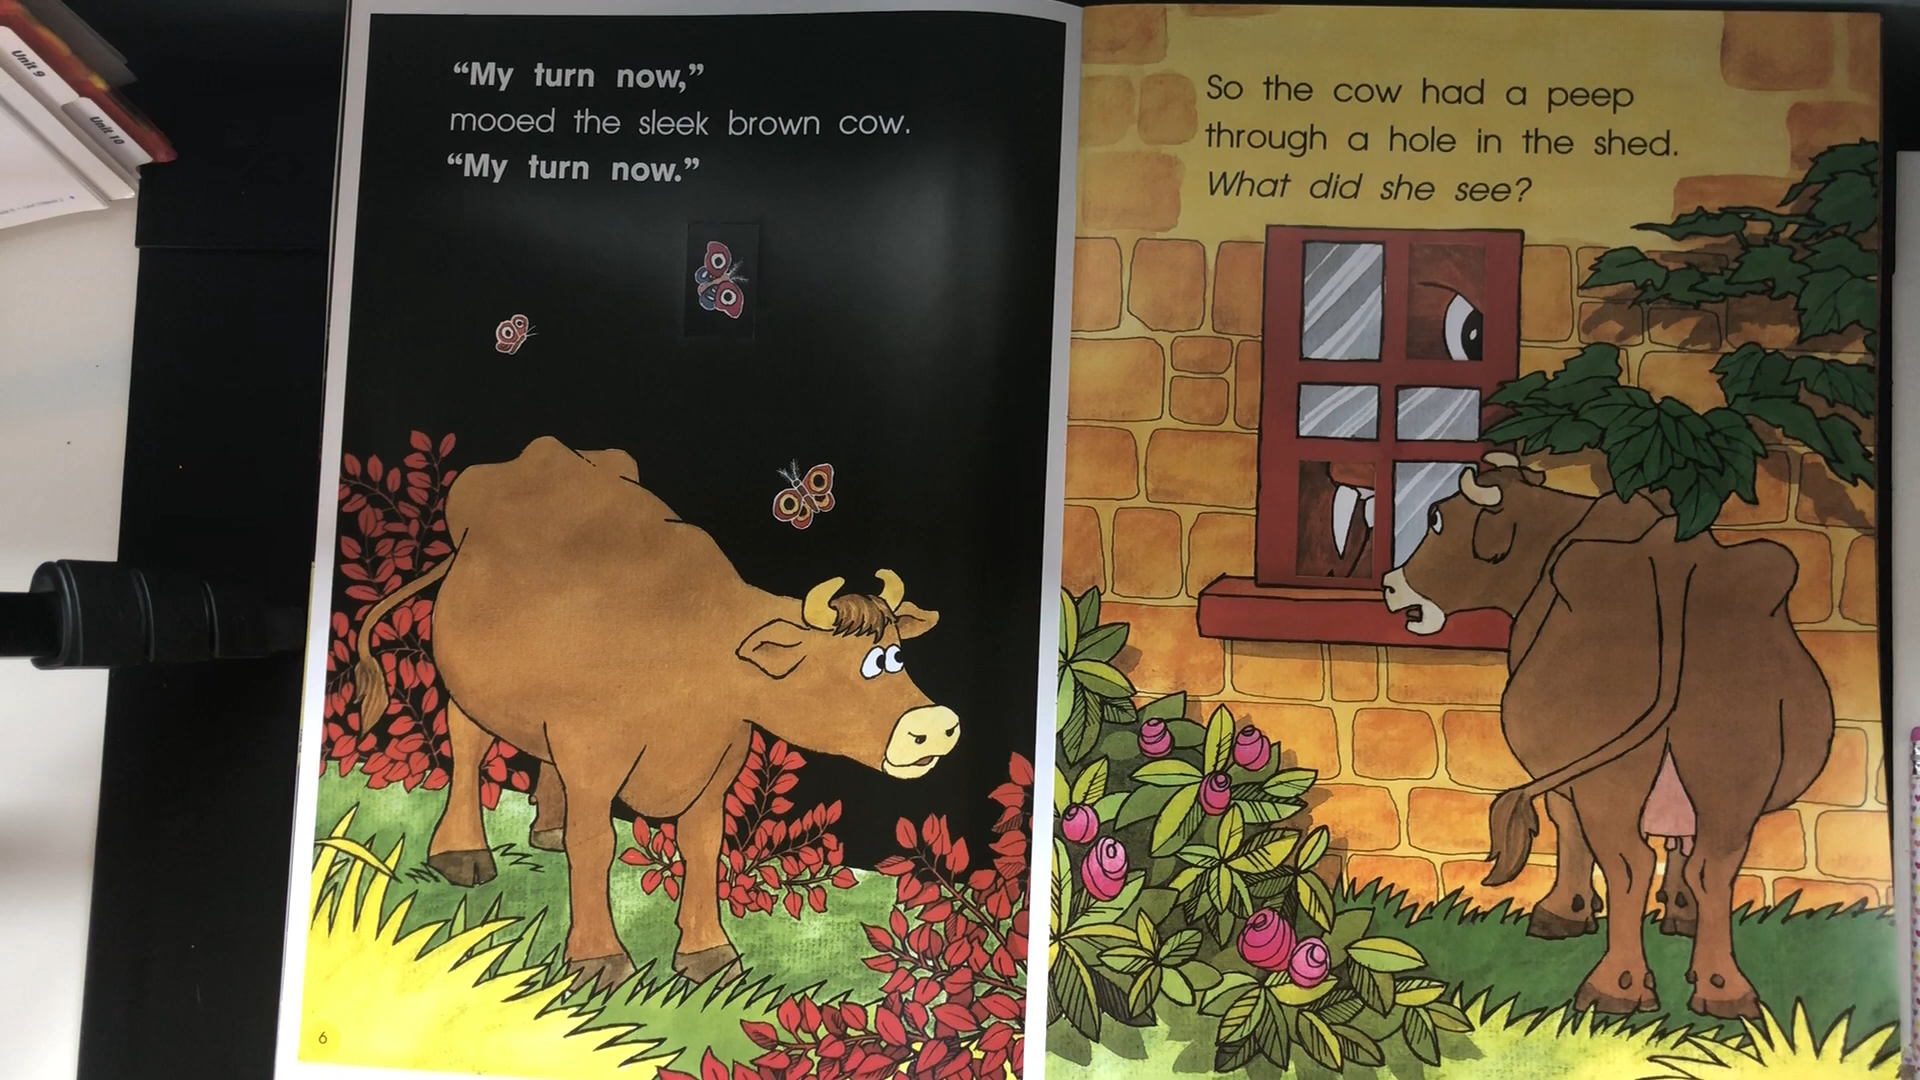 Unit 9
Unit 10
“My turn now,”
mooed the sleek brown cow.
“My turn now.”
6
So the cow had a peep
through a hole in the shed.
What did she see?